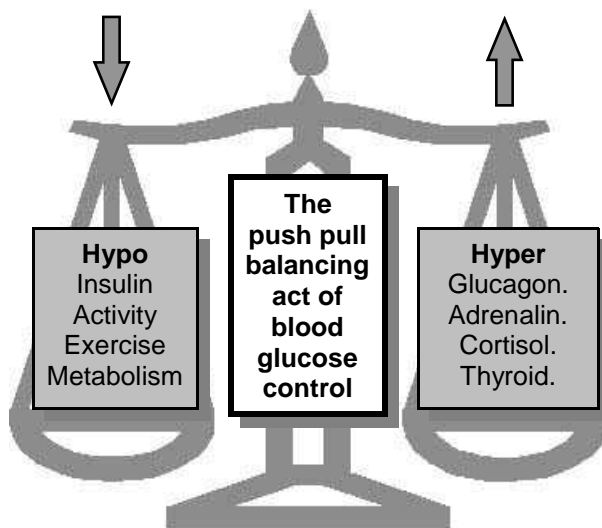 Hypo
Insulin
Activity
Exercise
Metabolism
The
push pull
balancing
act of
blood
glucose
control
Hyper
Glucagon.
Adrenalin.
Cortisol.
Thyroid.